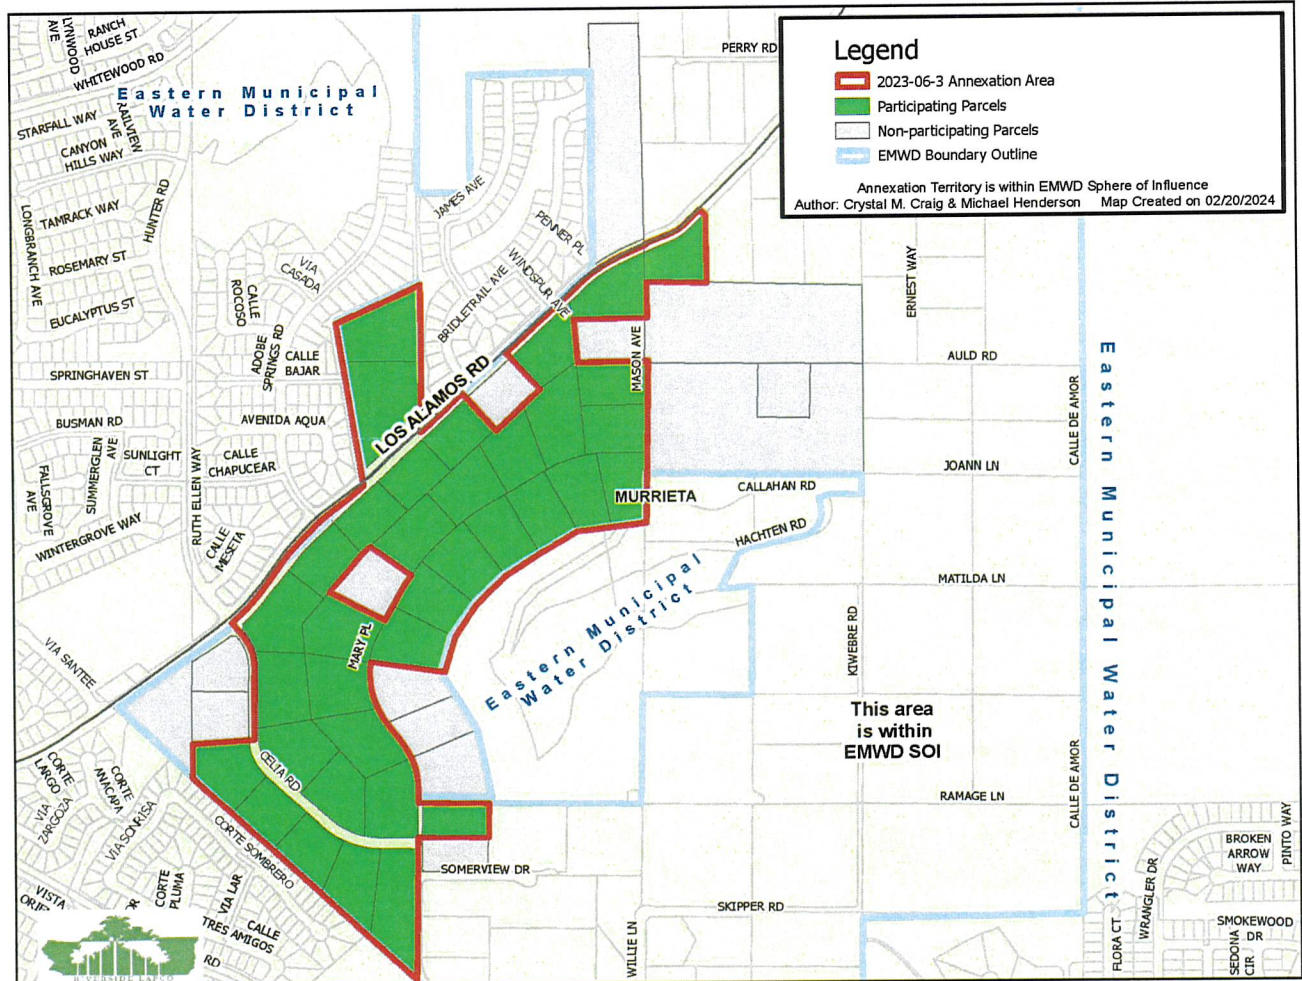 LYNWOOD
AVE
RANCH
HOUSE ST
WHITEWOOD RD
Eastern Municipal
Water District
PERRY RD
Legend
2023-06-3 Annexation Area
Participating Parcels
Non-participating Parcels
EMWD Boundary Outline
Annexation Territory is within EMWD Sphere of Influence
Author: Crystal M. Craig & Michael Henderson Map Created on 02/20/2024
STARFALL WAY
RAILVIEW
AVE
CANYON
HILLS WAY
LONGBRANCH AVE
TAMRACK WAY
HUNTER RD
ROSEMARY ST
EUCALYPTUS ST
JAMES AVE
PENNER PL
WINDSPUR AVE
BRIDLETRAIL AVE
VIA
CASADA
CALLE
ROCOSO
ADOBE
SPRINGS RD
CALLE
BAJAR
ERNEST WAY
MASON AVE
AULD RD
SPRINGHAVEN ST
LOS ALAMOS RD
BUSMAN RD
AVENIDA AQUA
CALLE DE AMOR
Eastern Municipal Water District
SUMMERGLEN
AVE
SUNLIGHT
CT
FALLSGROVE
AVE
RUTH ELLEN WAY
CALLE
CHAPUCEAR
JOANN LN
MURRIETA
CALLAHAN RD
WINTERGROVE WAY
CALLE
MESETA
HACHTEN RD
MATILDA LN
Eastern Municipal
Water District
MARY PL
KIWEBRE RD
VIA SANTEE
This area
is within
EMWD SOI
CELIA RD
CORTE
LARGO
CORTE
ANACAPA
VIA
ZARGOZA
VIA SONRISA
CORTE SOMBRERO
RAMAGE LN
CALLE DE AMOR
SOMERVIEW DR
CORTE
PLUMA
VIA LAR
CALLE
TRES AMIGOS
RD
VISTA
DR
SKIPPER RD
WILLIE LN
WRANGLER DR
FLORA CT
BROKEN
ARROW
WAY
PINTO WAY
SMOKEWOOD
DR
SEDONA
CIR
RIVERSIDE LAFCO